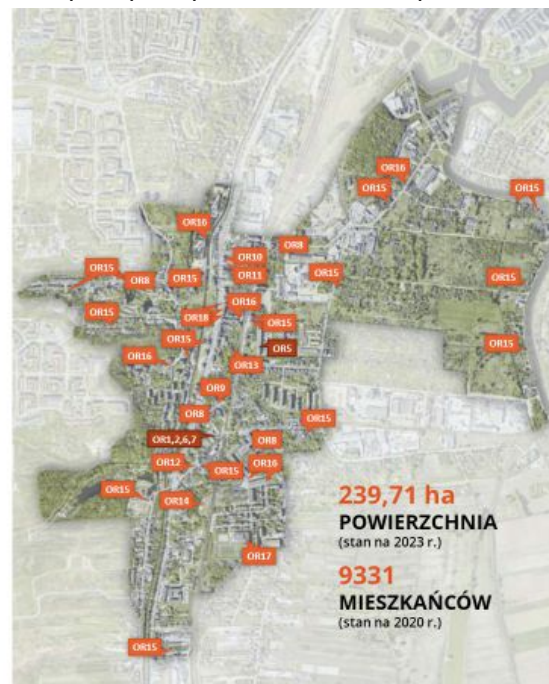 OR16
OR15
OR15
OR16
OR8
OR10
OR15
OR8
OR15
OR11
OR15
OR15
OR16
OR15
OR18
OR15
OR15
OR5
OR15
OR16
OR13
OR9
OR8
OR15
OR1,2,6,7
OR8
OR12
OR15
OR16
OR15
OR14
239,71 ha
POWIERZCHNIA
(stan na 2023 r.)
9331
MIESZKAŃCÓW
(stan na 2020 r.)
OR17
OR15